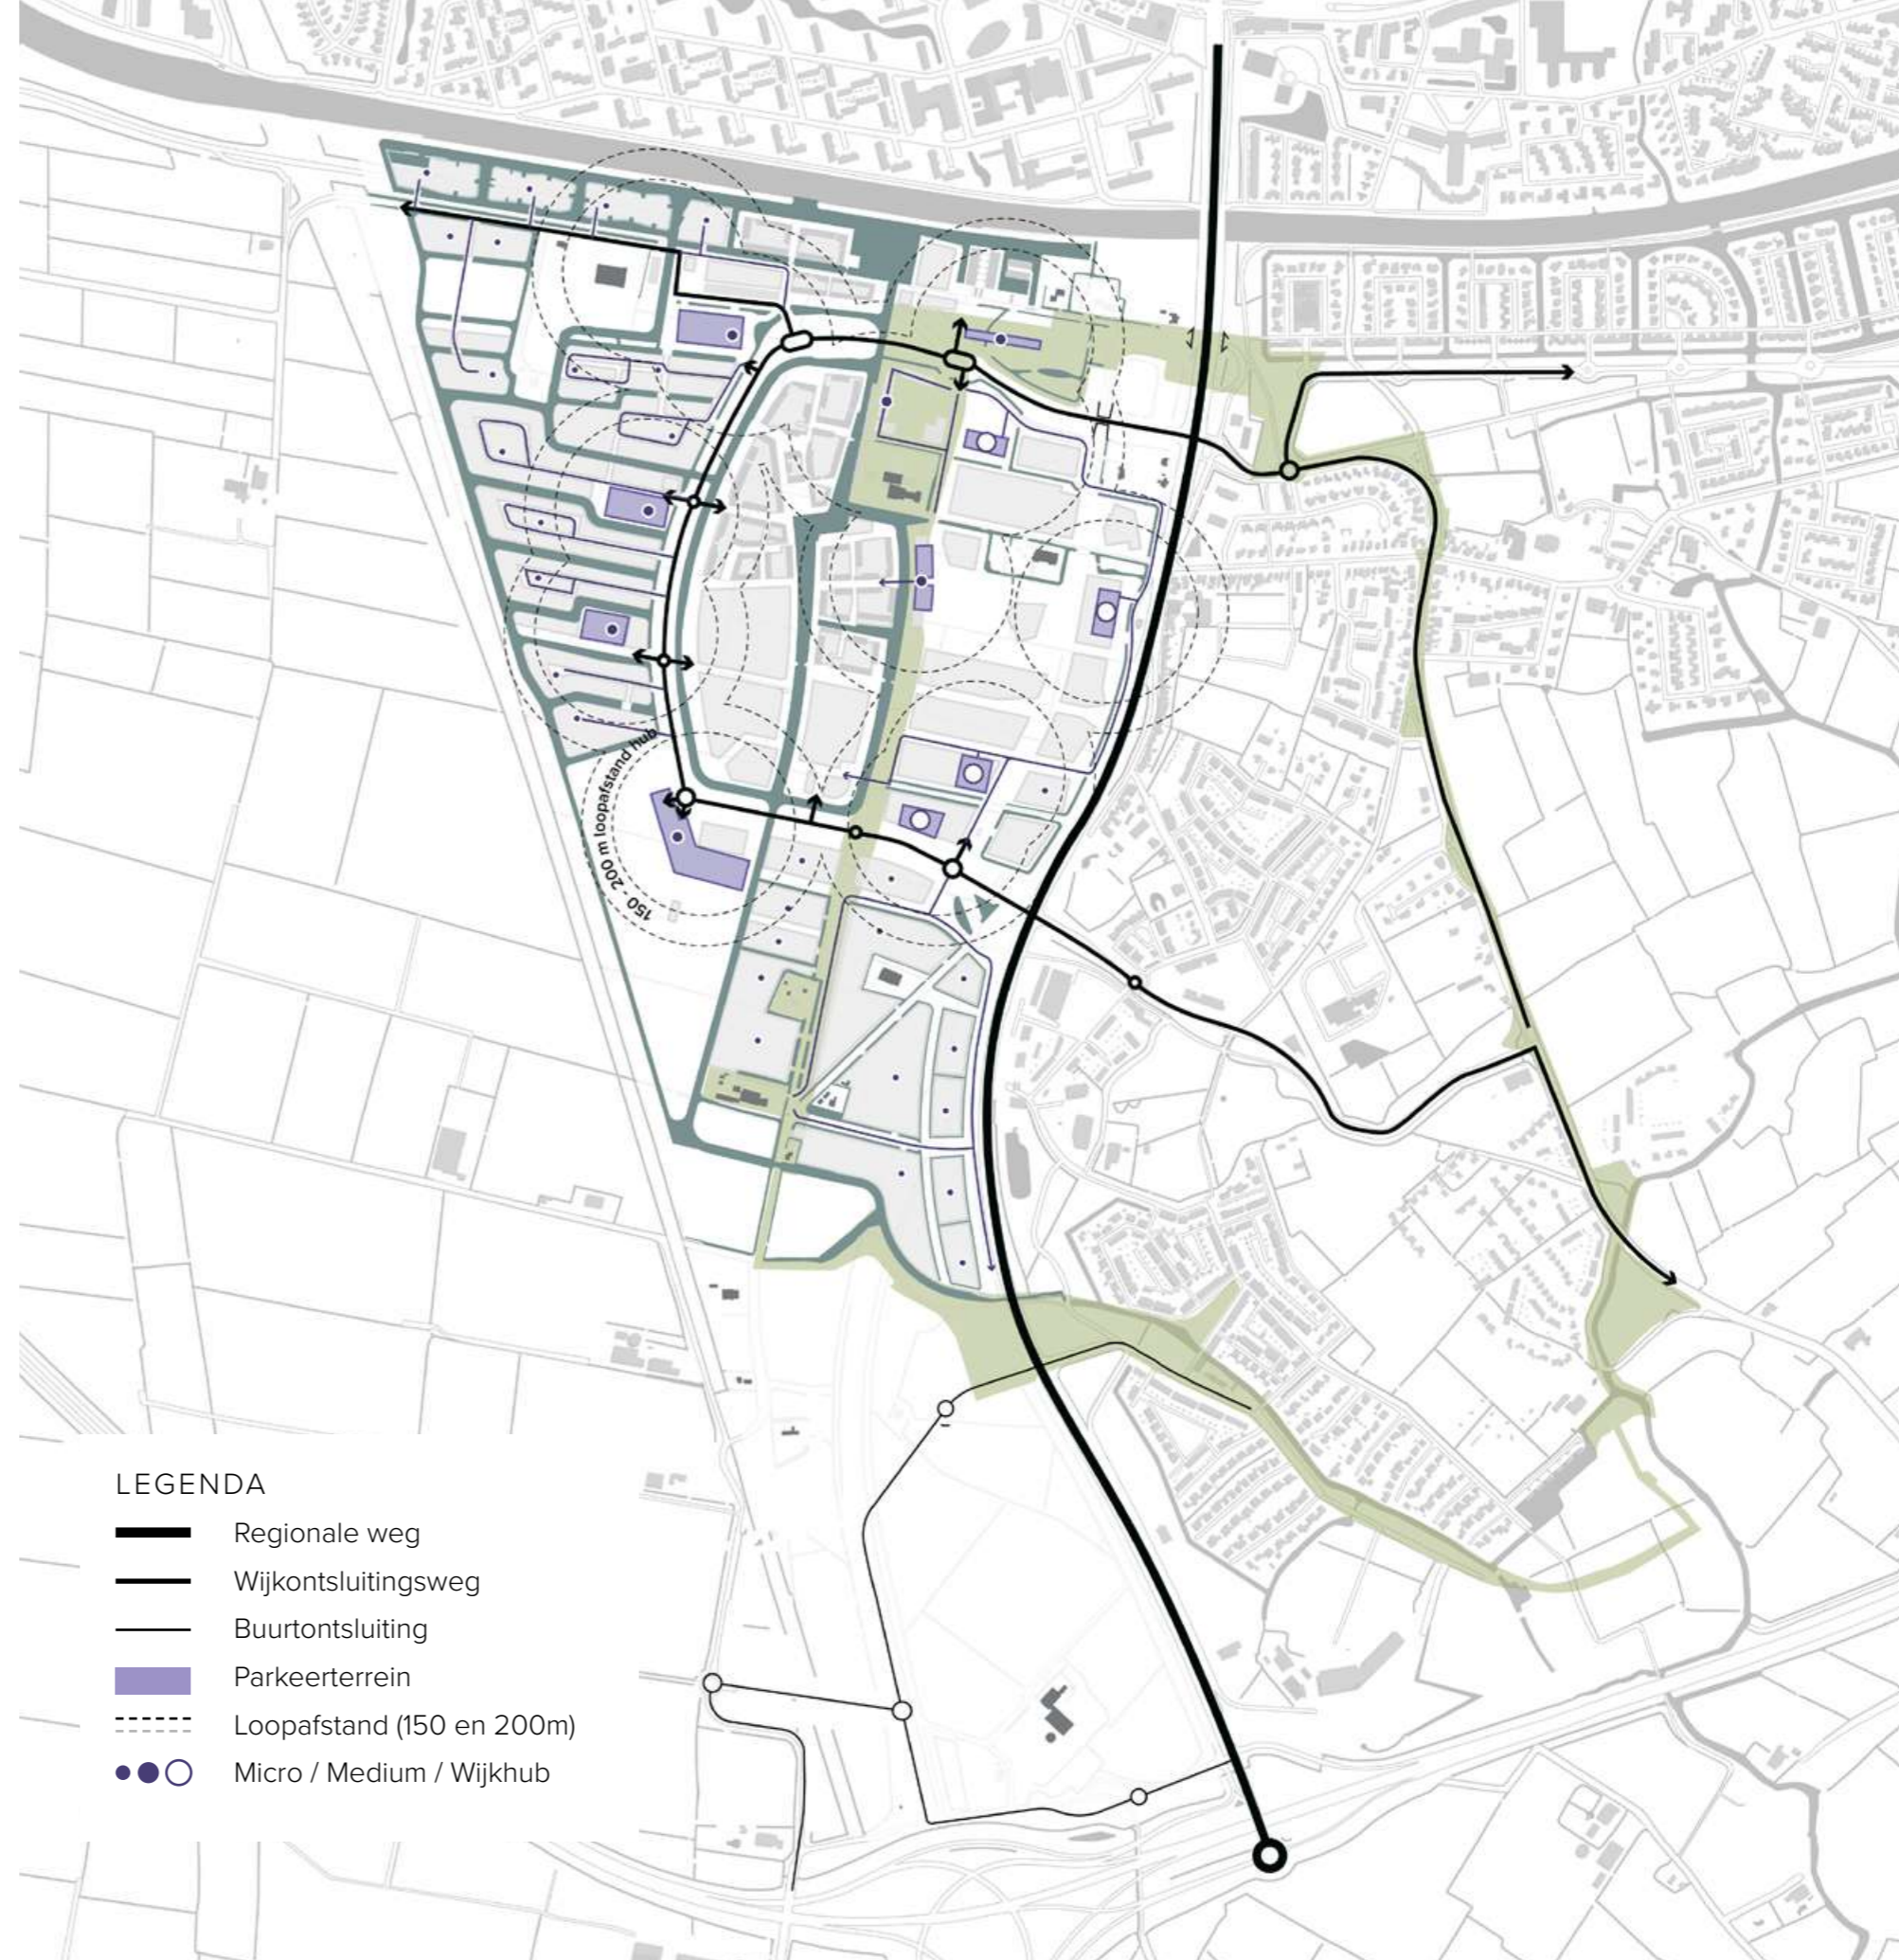 150 - 200 m loopafstand hub
LEGENDA
Regionale weg
Wijkontsluitingsweg
Buurtontsluiting
Parkeerterrein
Loopafstand (150 en 200m)
Micro / Medium / Wijkhub